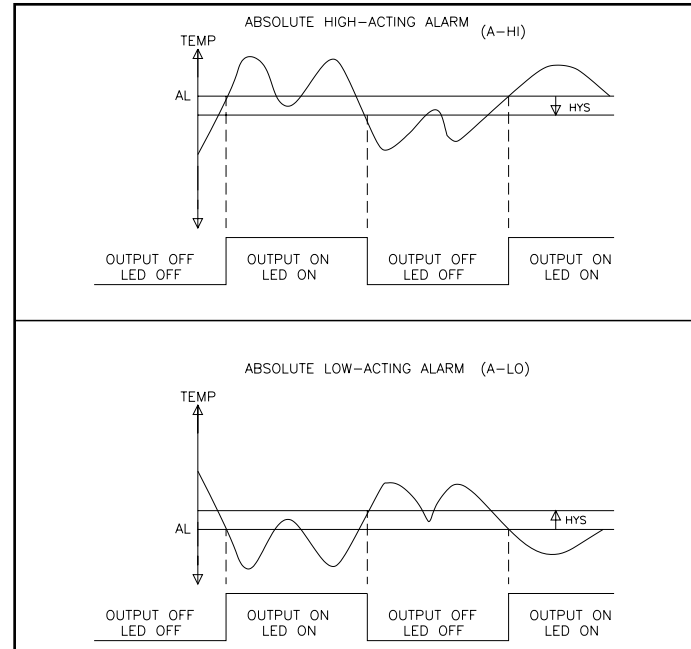 ABSOLUTE HIGH-ACTING ALARM (A-HI)
TEMP
AL
HYS
OUTPUT OFF OUTPUT ON OUTPUT OFF OUTPUT ON
LED OFF LED ON LED OFF LED ON
ABSOLUTE LOW-ACTING ALARM (A-LO)
TEMP
HYS
AL
OUTPUT OFF OUTPUT ON OUTPUT OFF OUTPUT ON
LED OFF LED ON LED OFF LED ON